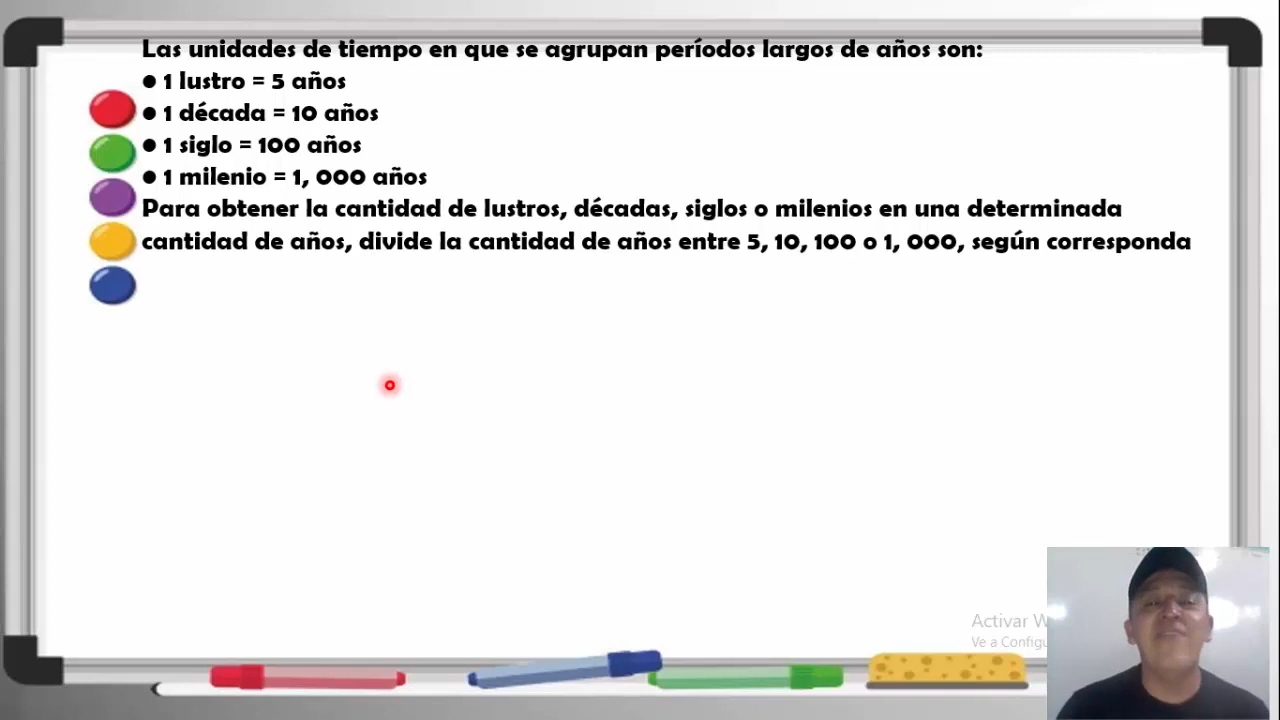 Las unidades de tiempo en que se agrupan períodos largos de años son:
● 1 lustro = 5 años
● 1 década = 10 años
● 1 siglo = 100 años
● 1 milenio = 1, 000 años
Para obtener la cantidad de lustros, décadas, siglos o milenios en una determinada
cantidad de años, divide la cantidad de años entre 5, 10, 100 o 1, 000, según corresponda
Activar W
Ve a Configu